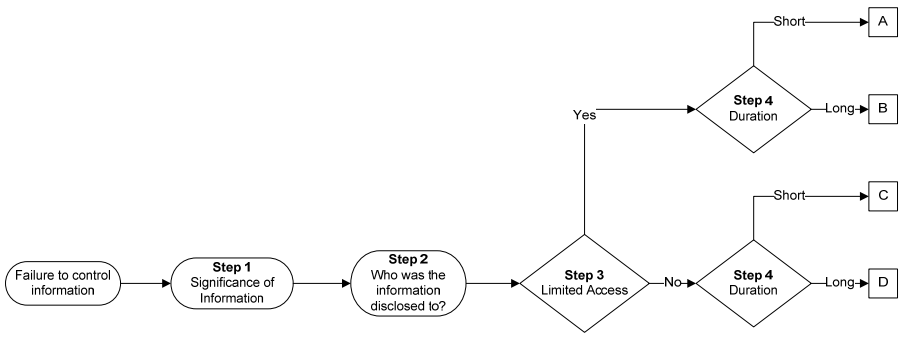 Short
A
Step 4
Duration
Long
B
Yes
Short
C
Failure to control
information
Step 1
Significance of
Information
Step 2
Who was the
information
disclosed to?
Step 3
Limited Access
No
Step 4
Duration
Long
D